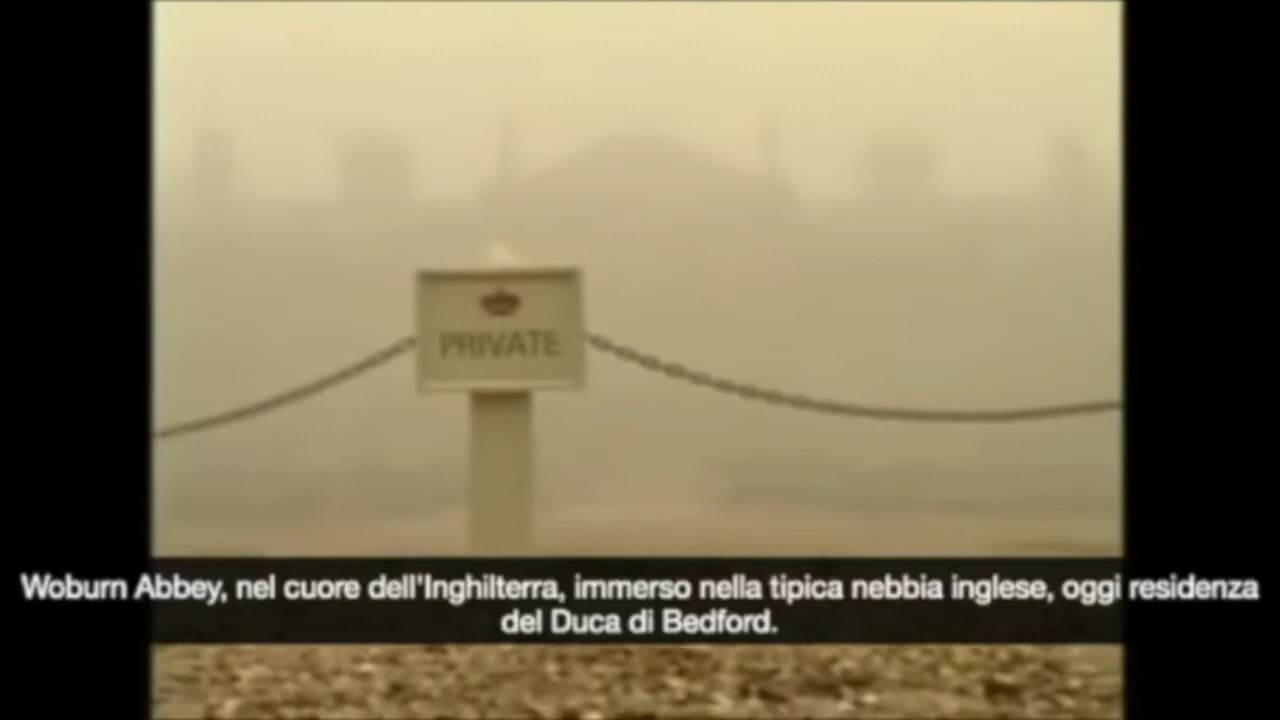 PRIVATE
Woburn Abbey, nel cuore dell'Inghilterra, immerso nella tipica nebbia inglese, oggi residenza
del Duca di Bedford.